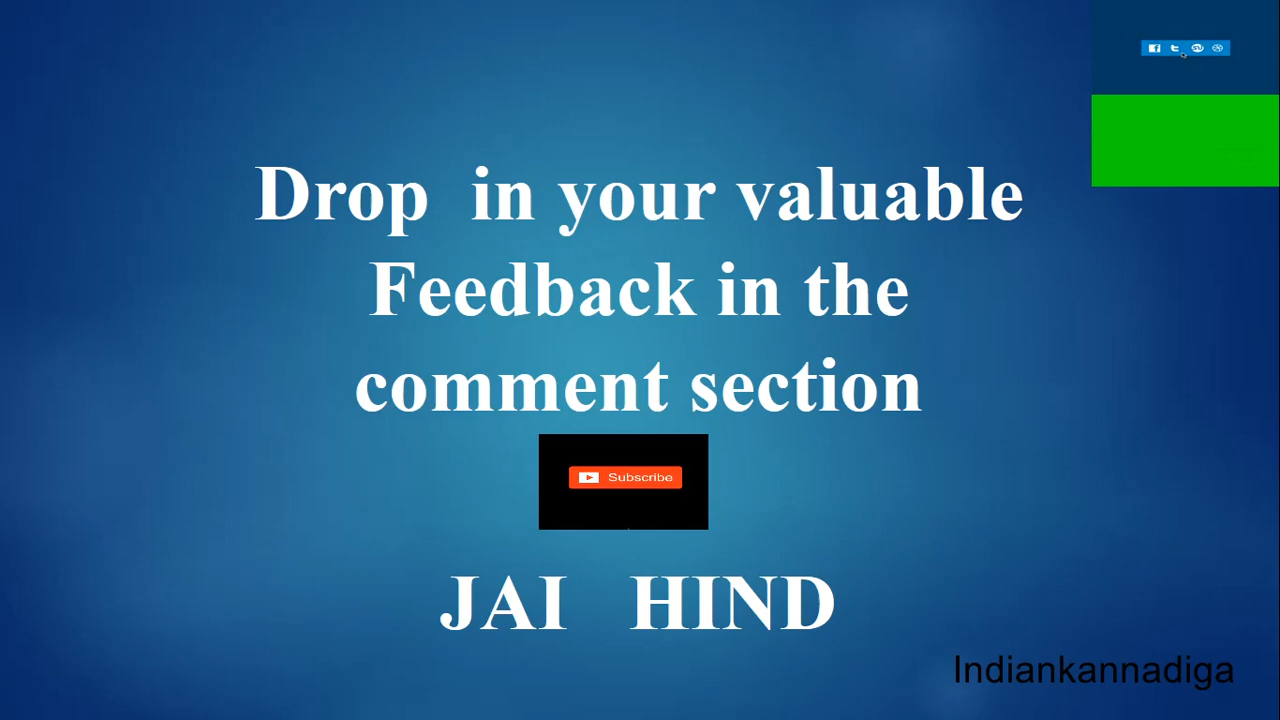 Drop in your valuable
Feedback in the
comment section
Subscribe
JAI HIND
Indiankannadiga